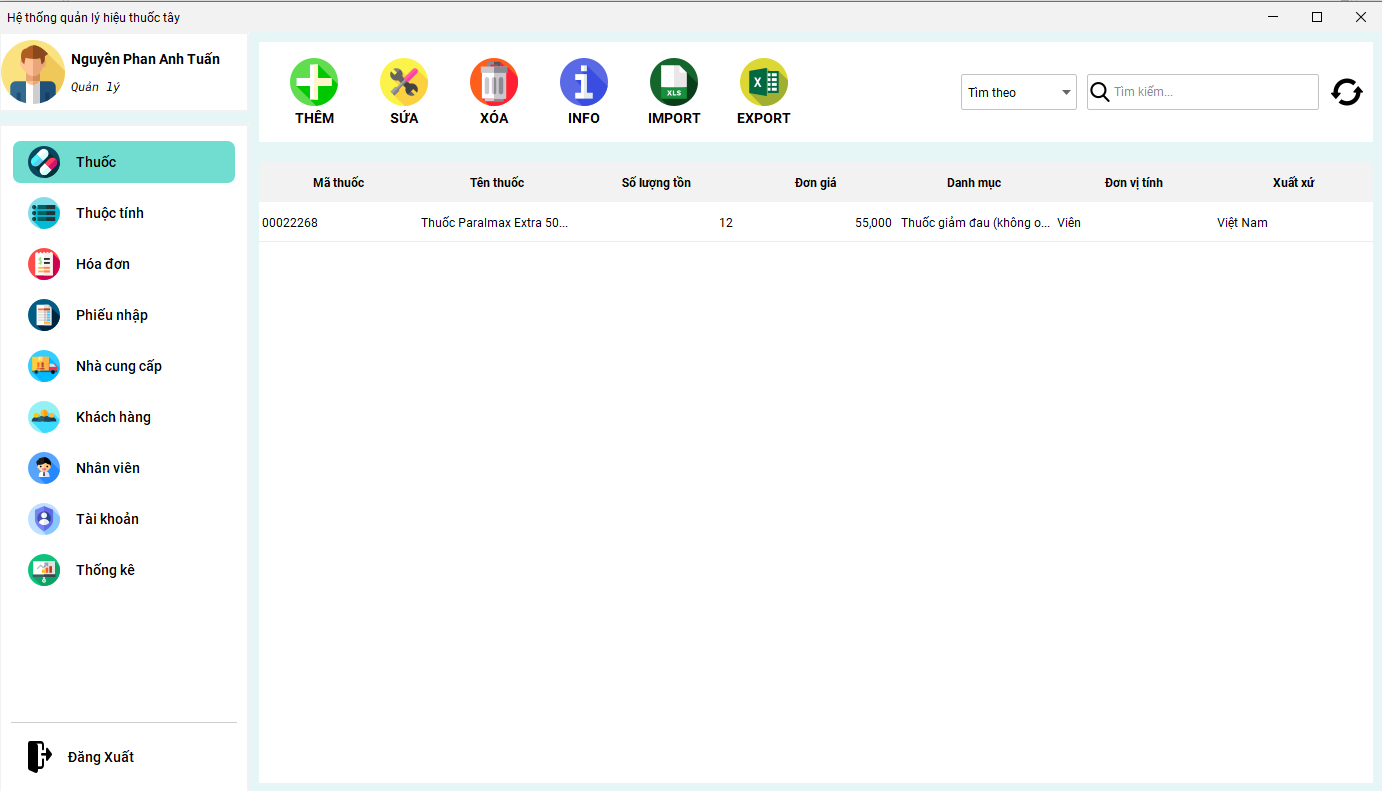 Hệ thống quản lý hiệu thuốc tây
Nguyễn Phan Anh Tuấn
Quản lý
THÊM
SỬA
XÓA
INFO
XLS
IMPORT
X
EXPORT
Tìm theo
Tìm kiếm...
Thuốc
Thuộc tính
Hóa đơn
Phiếu nhập
Nhà cung cấp
Khách hàng
Nhân viên
Tài khoản
Thống kê
Đăng Xuất
Mã thuốc Tên thuốc Số lượng tồn Đơn giá Danh mục Đơn vị tính Xuất xứ
00022268 Thuốc Paralmax Extra 50... 12 55,000 Thuốc giảm đau (không o... Viên Việt Nam